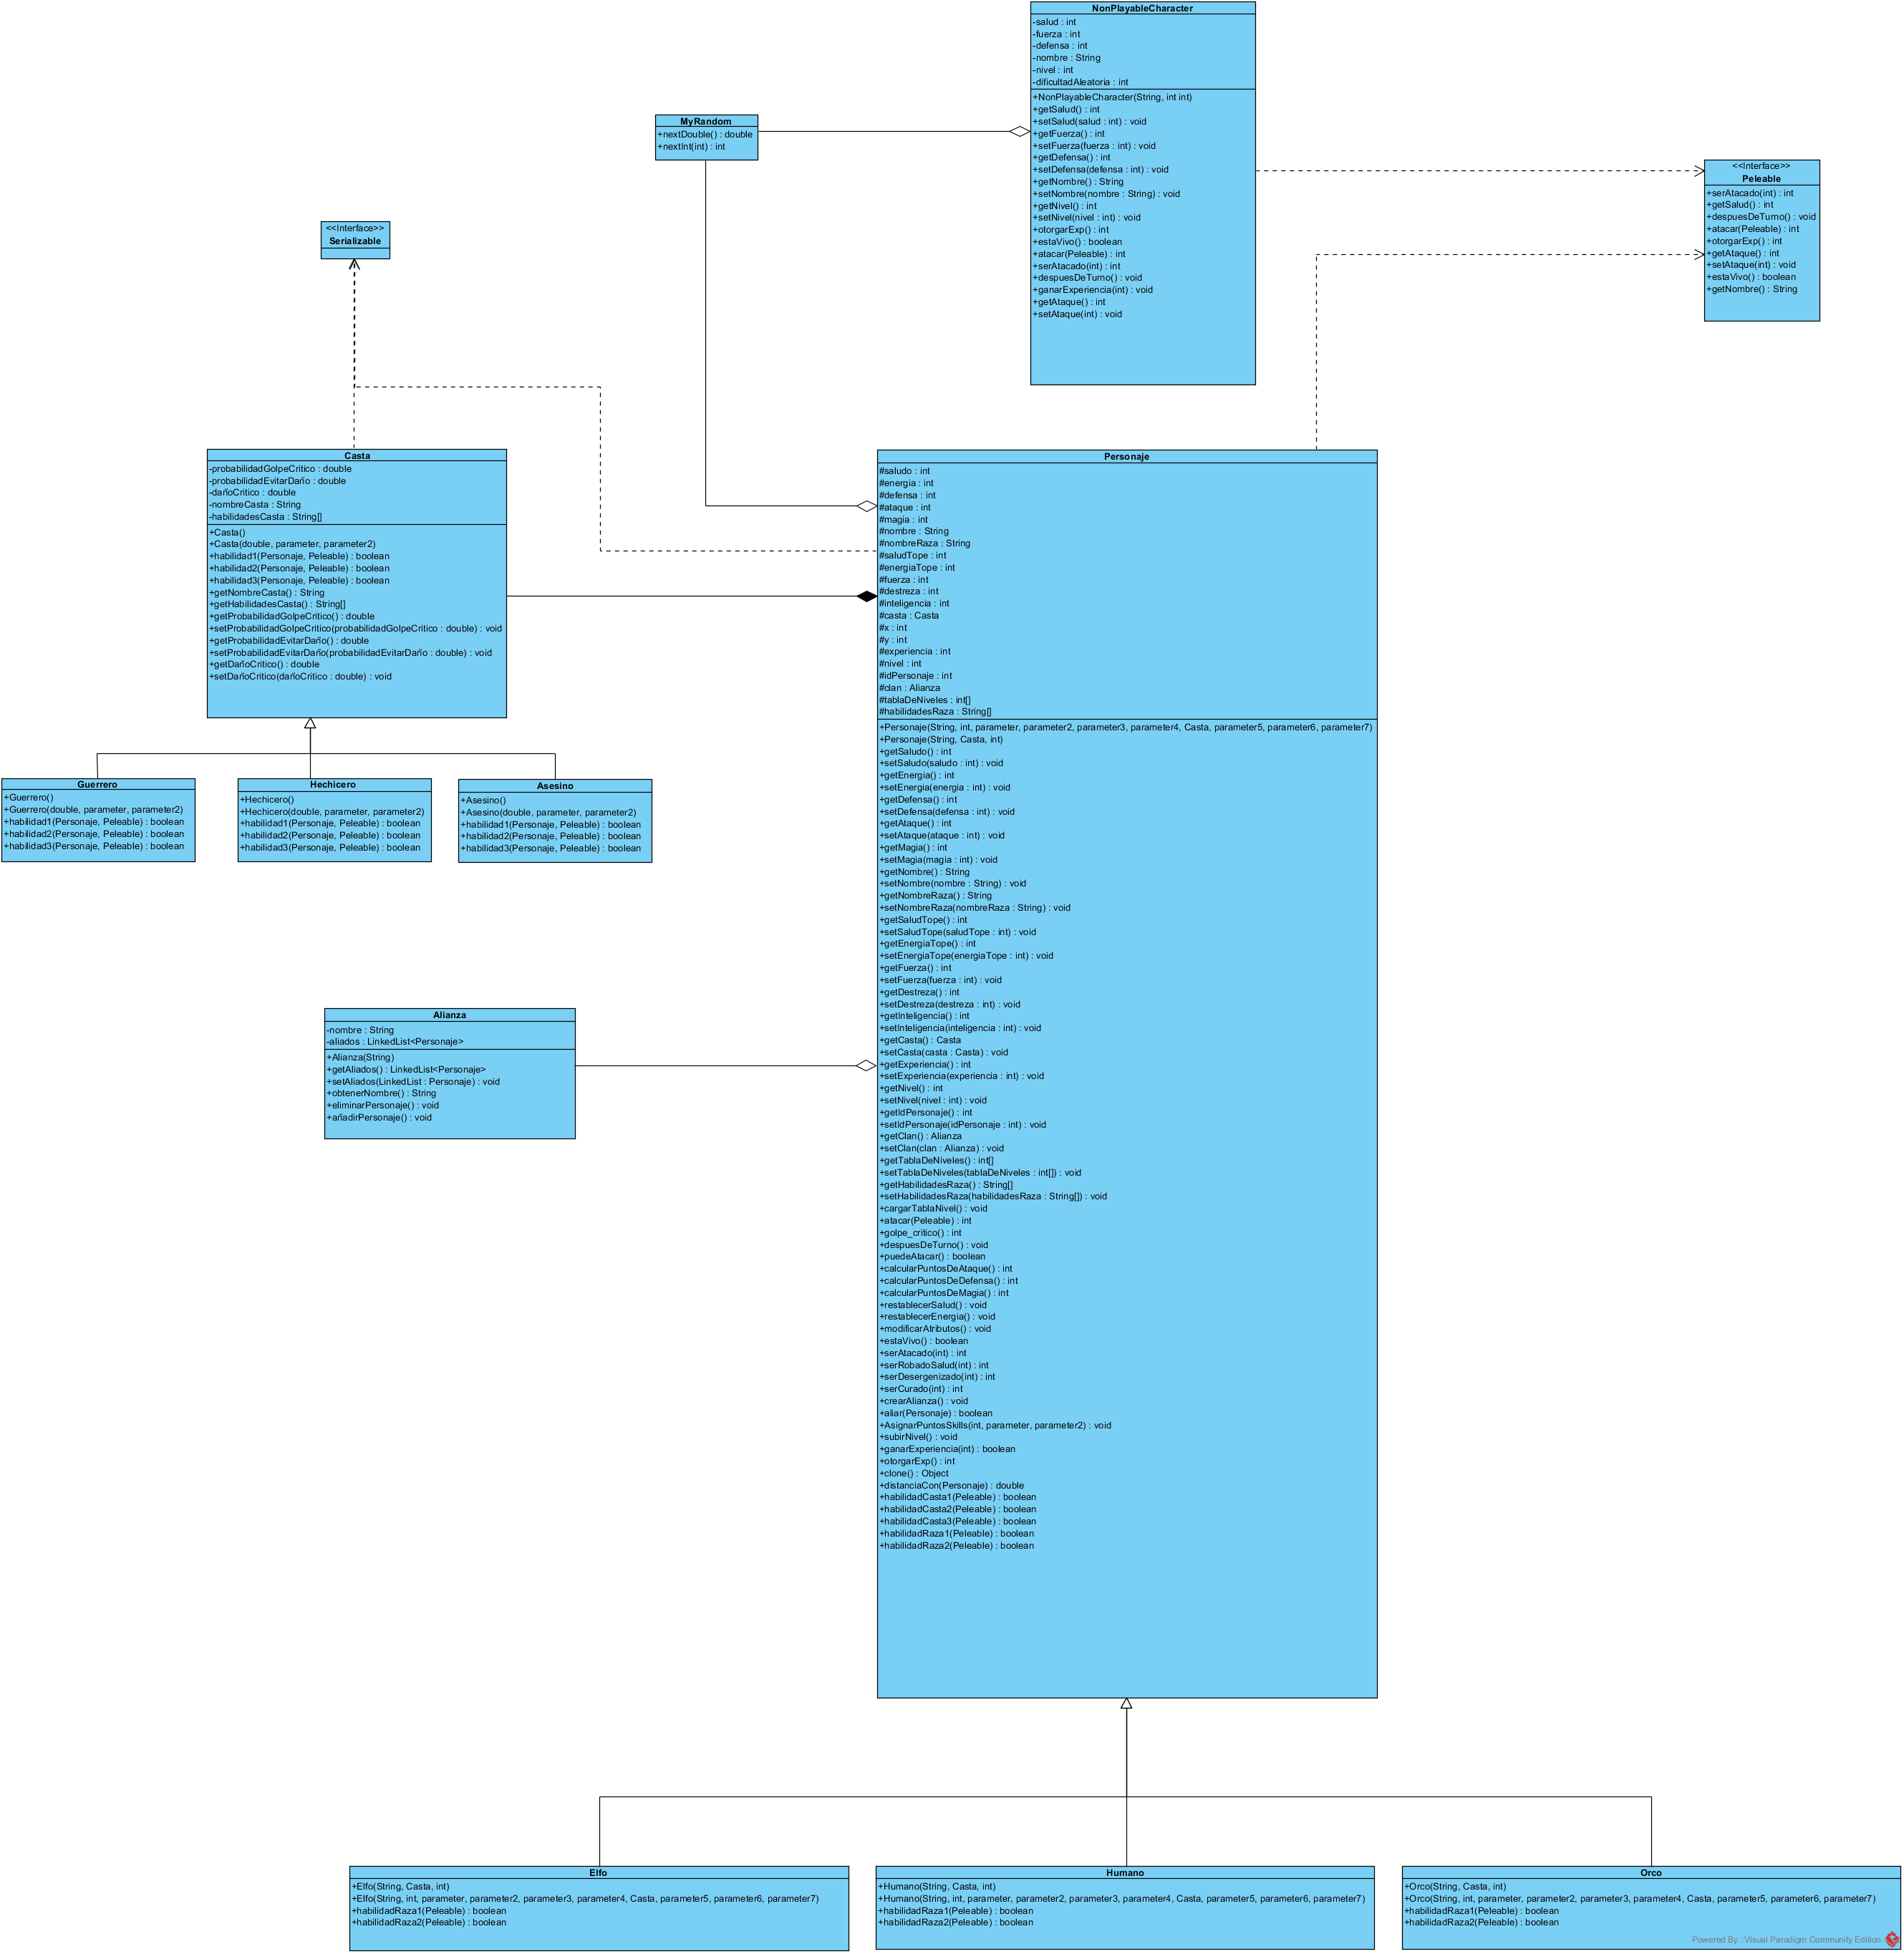 NonPlayableCharacter
-salud : int
-fuerza : int
-defensa : int
-nombre : String
-nivel : int
-dificultadAleatoria : int
+NonPlayableCharacter(String, int int)
+getSalud() : int
+setSalud(salud : int) : void
+getFuerza() : int
+setFuerza(fuerza : int) : void
+getDefensa() : int
+setDefensa(defensa : int) : void
+getNombre() : String
+setNombre(nombre : String) : void
+getNivel() : int
+setNivel(nivel : int) : void
+otorgarExp() : int
+estaVivo() : boolean
+atacar(Peleable) : int
+serAtacado(int) : int
+despuesDeTurno() : void
+ganarExperiencia(int) : void
+getAtaque() : int
+setAtaque(int) : void
MyRandom
+nextDouble() : double
+nextInt(int) : int
<<Interface>>
Peleable
+serAtacado(int) : int
+getSalud() : int
+despuesDeTurno() : void
+atacar(Peleable) : int
+otorgarExp() : int
+getAtaque() : int
+setAtaque(int) : void
+estaVivo() : boolean
+getNombre() : String
<<Interface>>
Serializable
Casta
-probabilidadGolpeCritico : double
-probabilidadEvitarDaño : double
-dañoCritico : double
-nombreCasta : String
-habilidadesCasta : String[]
+Casta()
+Casta(double, parameter, parameter2)
+habilidad1(Personaje, Peleable) : boolean
+habilidad2(Personaje, Peleable) : boolean
+habilidad3(Personaje, Peleable) : boolean
+getNombreCasta() : String
+getHabilidadesCasta() : String[]
+getProbabilidadGolpeCritico() : double
+setProbabilidadGolpeCritico(probabilidadGolpeCritico : double) : void
+getProbabilidadEvitarDaño() : double
+setProbabilidadEvitarDaño(probabilidadEvitarDaño : double) : void
+getDañoCritico() : double
+setDañoCritico(dañoCritico : double) : void
Personaje
#saludo : int
#energia : int
#defensa : int
#ataque : int
#magia : int
#nombre : String
#nombreRaza : String
#saludTope : int
#energiaTope : int
#fuerza : int
#destreza : int
#inteligencia : int
#casta : Casta
#x : int
#y : int
#experiencia : int
#nivel : int
#idPersonaje : int
#clan : Alianza
#tablaDeNiveles : int[]
#habilidadesRaza : String[]
+Personaje(String, int, parameter, parameter2, parameter3, parameter4, Casta, parameter5, parameter6, parameter7)
+Personaje(String, Casta, int)
+getSaludo() : int
+setSaludo(saludo : int) : void
+getEnergia() : int
+setEnergia(energia : int) : void
+getDefensa() : int
+setDefensa(defensa : int) : void
+getAtaque() : int
+setAtaque(ataque : int) : void
+getMagia() : int
+setMagia(magia : int) : void
+getNombre() : String
+setNombre(nombre : String) : void
+getNombreRaza() : String
+setNombreRaza(nombreRaza : String) : void
+getSaludTope() : int
+setSaludTope(saludTope : int) : void
+getEnergiaTope() : int
+setEnergiaTope(energiaTope : int) : void
+getFuerza() : int
+setFuerza(fuerza : int) : void
+getDestreza() : int
+setDestreza(destreza : int) : void
+getInteligencia() : int
+setInteligencia(inteligencia : int) : void
+getCasta() : Casta
+setCasta(casta : Casta) : void
+getExperiencia() : int
+setExperiencia(experiencia : int) : void
+getNivel() : int
+setNivel(nivel : int) : void
+getIdPersonaje() : int
+setIdPersonaje(idPersonaje : int) : void
+getClan() : Alianza
+setClan(clan : Alianza) : void
+getTablaDeNiveles() : int[]
+setTablaDeNiveles(tablaDeNiveles : int[]) : void
+getHabilidadesRaza() : String[]
+setHabilidadesRaza(habilidadesRaza : String[]) : void
+cargarTablaNivel() : void
+atacar(Peleable) : int
+golpe_critico() : int
+despuesDeTurno() : void
+puedeAtacar() : boolean
+calcularPuntosDeAtaque() : int
+calcularPuntosDeDefensa() : int
+calcularPuntosDeMagia() : int
+restablecerSalud() : void
+restablecerEnergia() : void
+modificarAtributos() : void
+estaVivo() : boolean
+serAtacado(int) : int
+serRobadoSalud(int) : int
+serDesergenizado(int) : int
+serCurado(int) : int
+crearAlianza() : void
+aliar(Personaje) : boolean
+AsignarPuntosSkills(int, parameter, parameter2) : void
+subirNivel() : void
+ganarExperiencia(int) : boolean
+otorgarExp() : int
+clone() : Object
+distanciaCon(Personaje) : double
+habilidadCasta1(Peleable) : boolean
+habilidadCasta2(Peleable) : boolean
+habilidadCasta3(Peleable) : boolean
+habilidadRaza1(Peleable) : boolean
+habilidadRaza2(Peleable) : boolean
Guerrero
+Guerrero()
+Guerrero(double, parameter, parameter2)
+habilidad1(Personaje, Peleable) : boolean
+habilidad2(Personaje, Peleable) : boolean
+habilidad3(Personaje, Peleable) : boolean
Hechicero
+Hechicero()
+Hechicero(double, parameter, parameter2)
+habilidad1(Personaje, Peleable) : boolean
+habilidad2(Personaje, Peleable) : boolean
+habilidad3(Personaje, Peleable) : boolean
Asesino
+Asesino()
+Asesino(double, parameter, parameter2)
+habilidad1(Personaje, Peleable) : boolean
+habilidad2(Personaje, Peleable) : boolean
+habilidad3(Personaje, Peleable) : boolean
Alianza
-nombre : String
-aliados : LinkedList<Personaje>
+Alianza(String)
+getAliados() : LinkedList<Personaje>
+setAliados(LinkedList : Personaje) : void
+obtenerNombre() : String
+eliminarPersonaje() : void
+añadirPersonaje() : void
Elfo
+Elfo(String, Casta, int)
+Elfo(String, int, parameter, parameter2, parameter3, parameter4, Casta, parameter5, parameter6, parameter7)
+habilidadRaza1(Peleable) : boolean
+habilidadRaza2(Peleable) : boolean
Humano
+Humano(String, Casta, int)
+Humano(String, int, parameter, parameter2, parameter3, parameter4, Casta, parameter5, parameter6, parameter7)
+habilidadRaza1(Peleable) : boolean
+habilidadRaza2(Peleable) : boolean
Orco
+Orco(String, Casta, int)
+Orco(String, int, parameter, parameter2, parameter3, parameter4, Casta, parameter5, parameter6, parameter7)
+habilidadRaza1(Peleable) : boolean
+habilidadRaza2(Peleable) : boolean
Powered By Visual Paradigm Community Edition